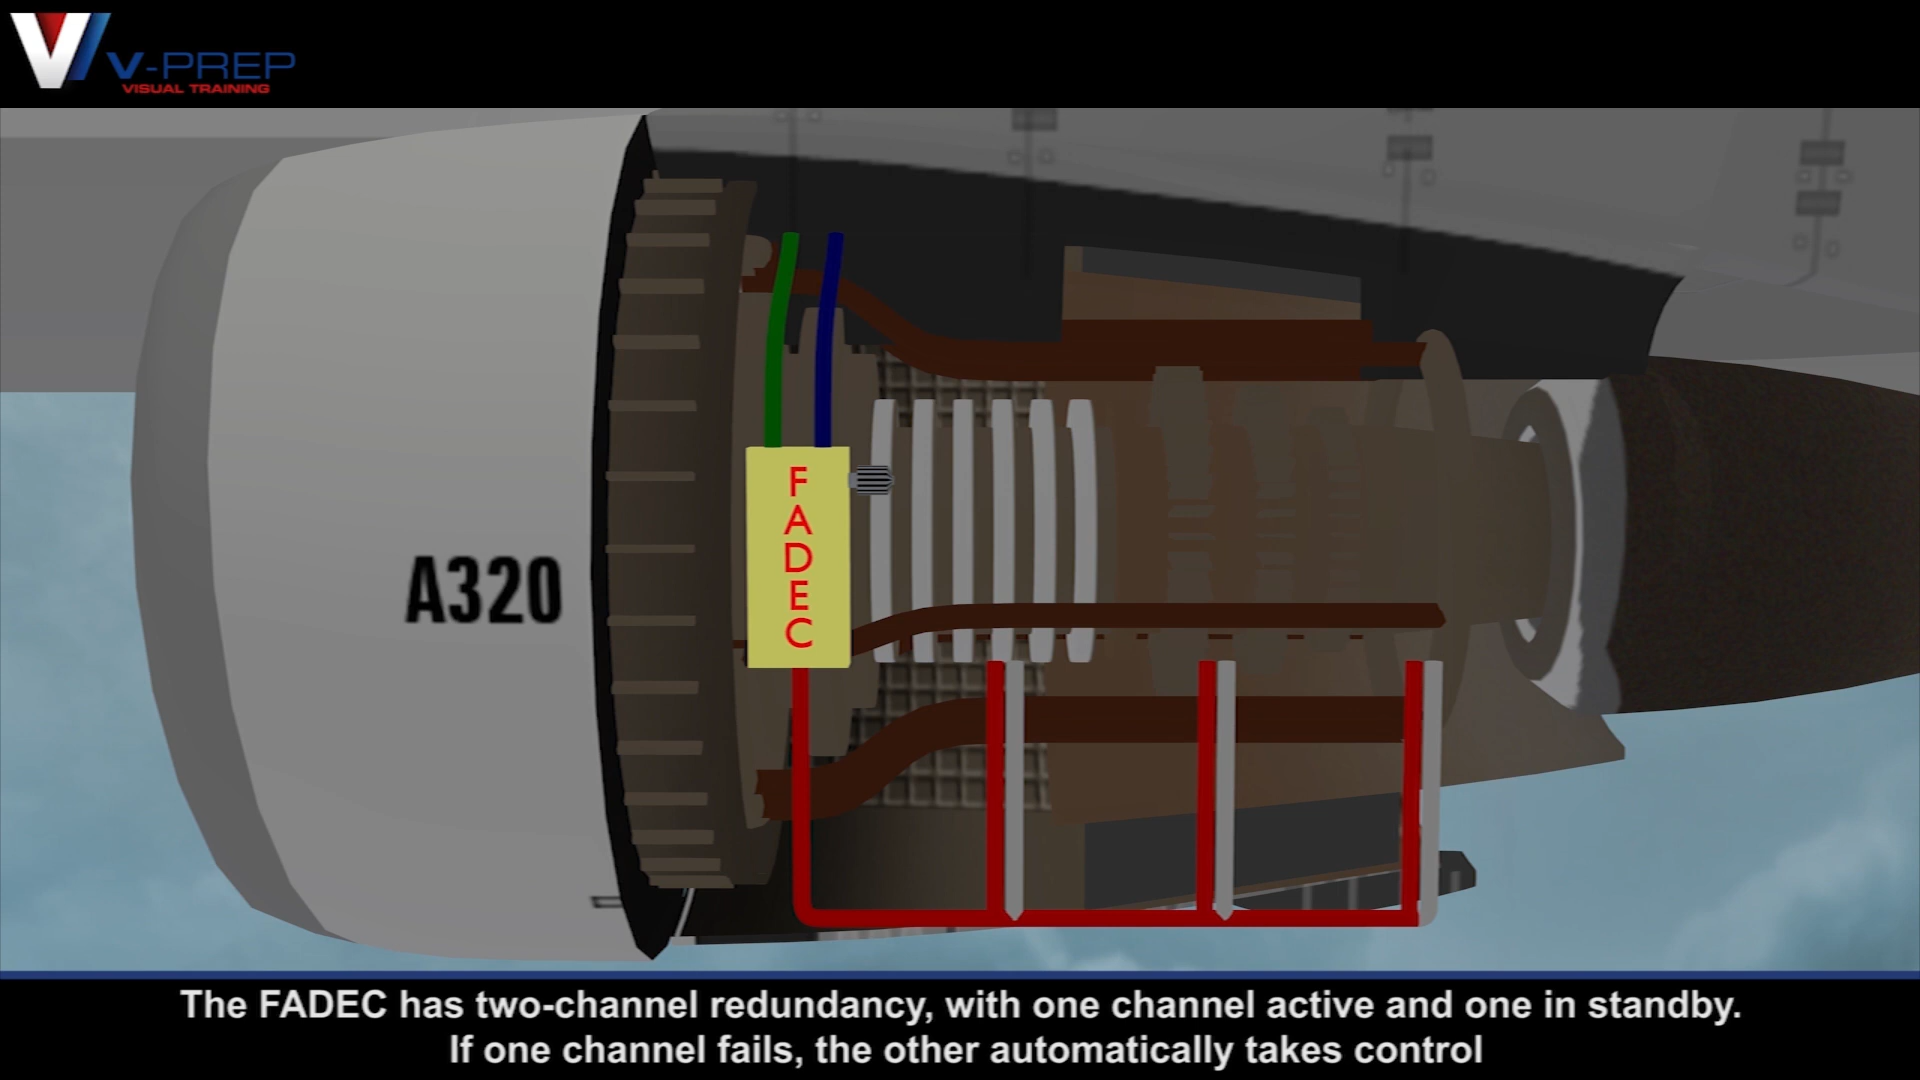 V-PREP
VISUAL TRAINING
FADEC
A320
The FADEC has two-channel redundancy, with one channel active and one in standby.
If one channel fails, the other automatically takes control